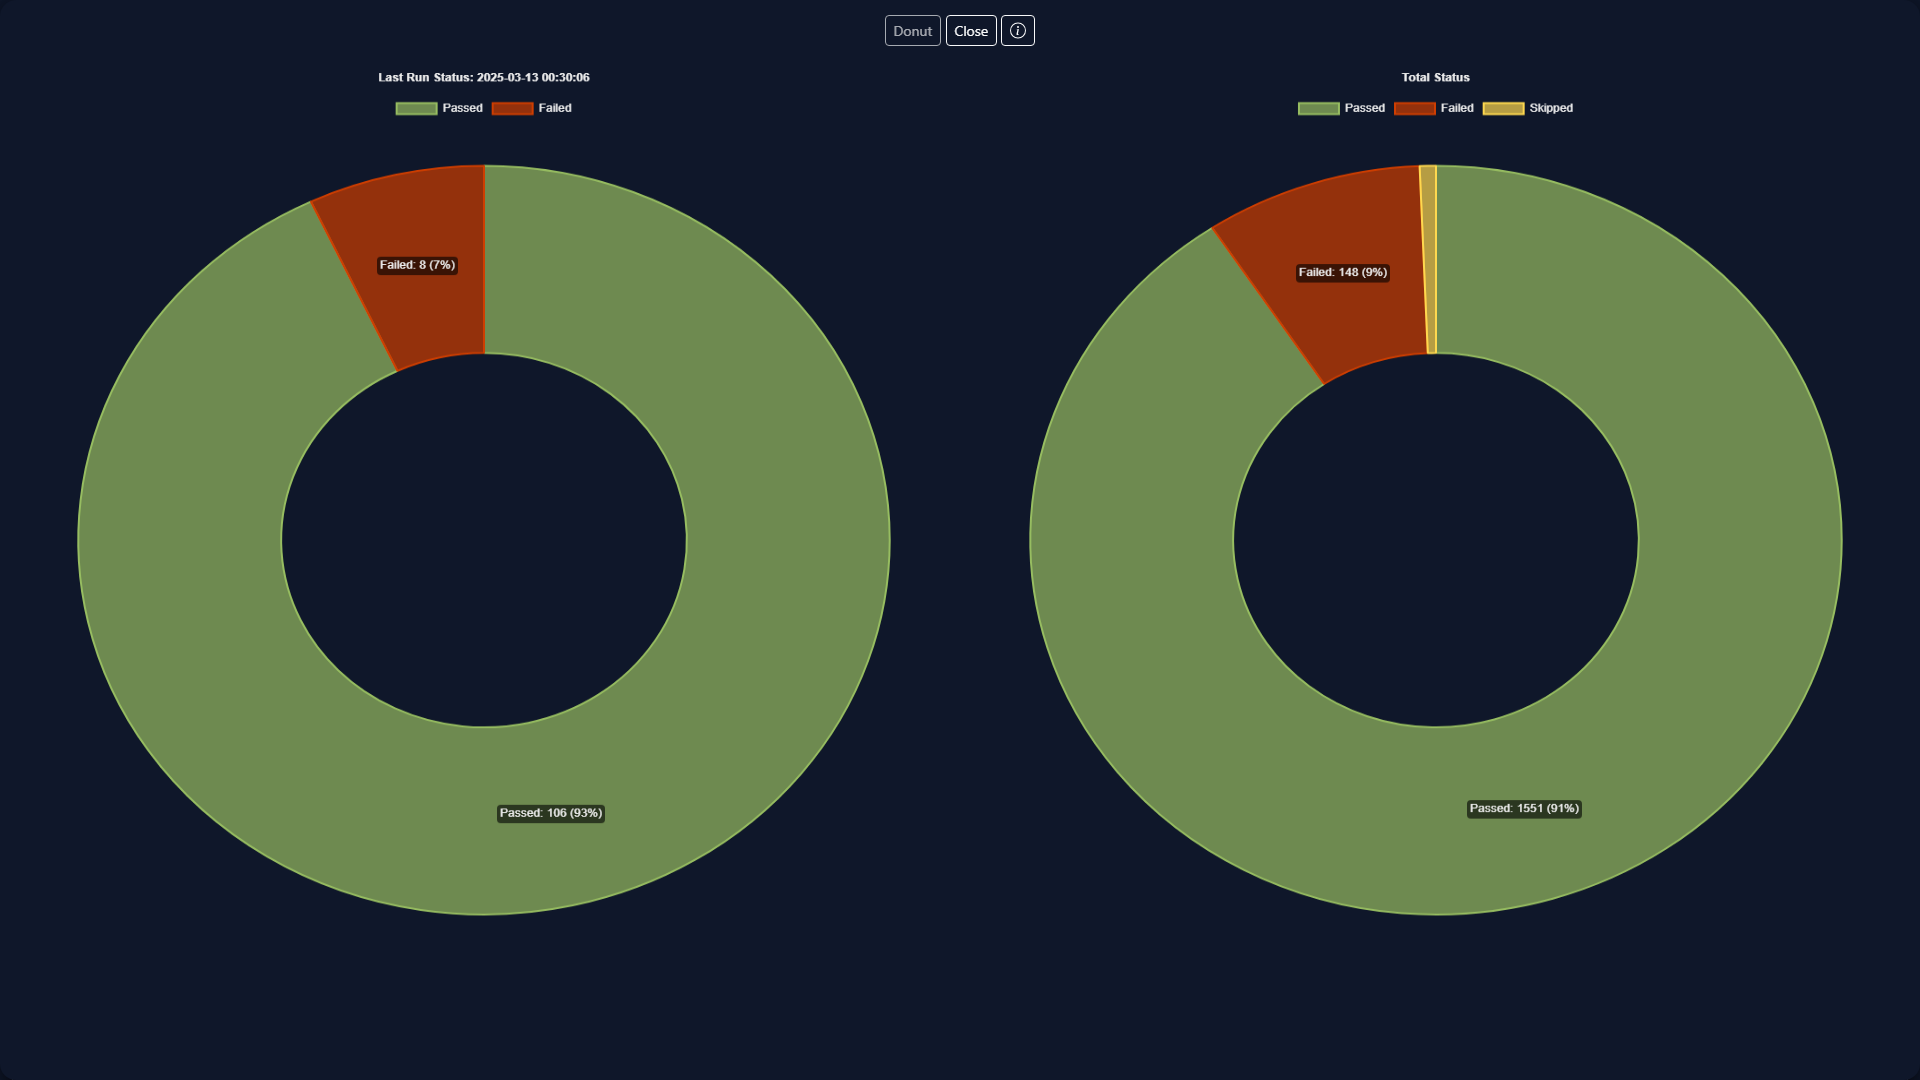 Donut Close
Last Run Status: 2025-03-13 00:30:06
Passed Failed
Failed: 8 (7%)
Passed: 106 (93%)
Total Status
Passed Failed Skipped
Failed: 148 (9%)
Passed: 1551 (91%)